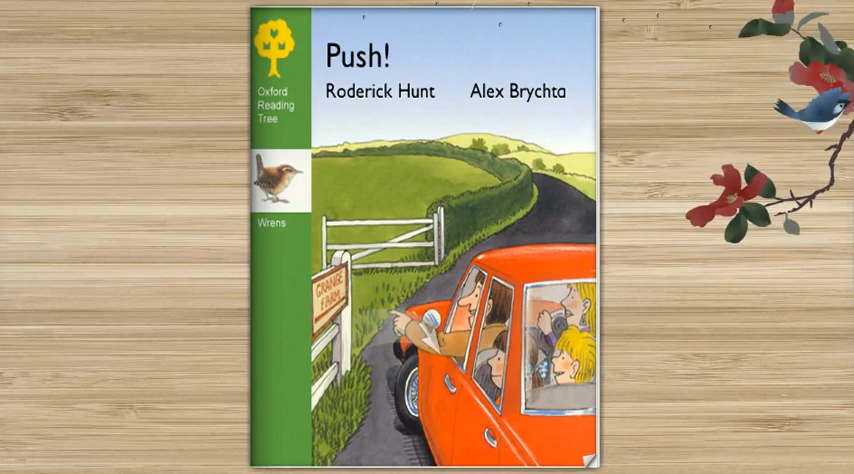 Push!
Roderick Hunt Alex Brychta
Oxford
Reading
Tree
Wrens
GRANGE
FARM